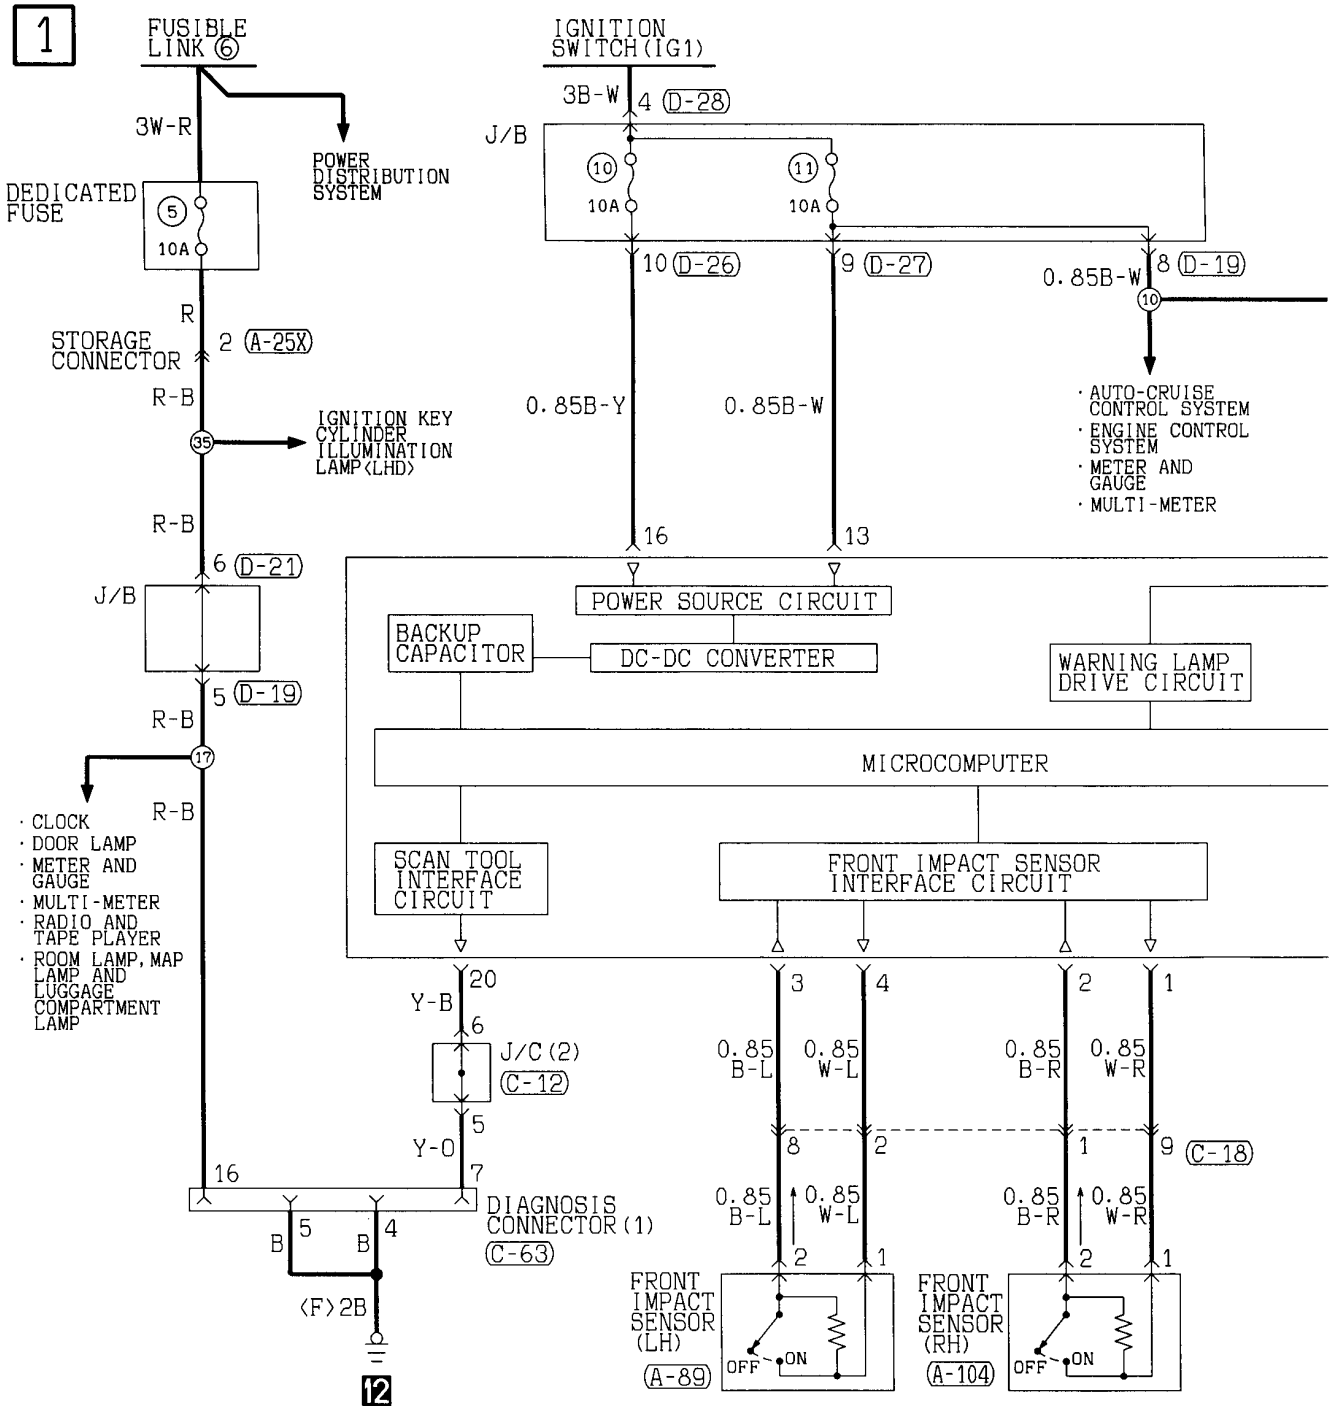 1
FUSIBLE
LINK ⑥
IGNITION
SWITCH(IG1)
3B-W
4 (D-28)
3W-R
J/B
POWER
DISTRIBUTION
SYSTEM
DEDICATED
FUSE
5
10A
10
10A
11
10A
10 (D-26)
9 (D-27)
8 (D-19)
0.85B-W
10
R
STORAGE
CONNECTOR
2 (A-25X)
R-B
0.85B-Y
0.85B-W
· AUTO-CRUISE
CONTROL SYSTEM
· ENGINE CONTROL
SYSTEM
· METER AND
GAUGE
· MULTI-METER
35
IGNITION KEY
CYLINDER
ILLUMINATION
LAMP<LHD>
R-B
16
13
6 (D-21)
J/B
POWER SOURCE CIRCUIT
BACKUP
CAPACITOR
DC-DC CONVERTER
WARNING LAMP
DRIVE CIRCUIT
5 (D-19)
R-B
17
MICROCOMPUTER
R-B
· CLOCK
· DOOR LAMP
· METER AND
GAUGE
· MULTI-METER
· RADIO AND
TAPE PLAYER
· ROOM LAMP, MAP
LAMP AND
LUGGAGE
COMPARTMENT
LAMP
SCAN TOOL
INTERFACE
CIRCUIT
FRONT IMPACT SENSOR
INTERFACE CIRCUIT
20
3
4
2
1
Y-B
6
J/C(2)
(C-12)
0.85
B-L
0.85
W-L
0.85
B-R
0.85
W-R
5
Y-O
8
2
1
9 (C-18)
16
7
DIAGNOSIS
CONNECTOR(1)
(C-63)
5
4
B
B
0.85
B-L
0.85
W-L
0.85
B-R
0.85
W-R
2
1
2
1
<F>2B
12
FRONT
IMPACT
SENSOR
(LH)
(A-89)
OFF
ON
FRONT
IMPACT
SENSOR
(RH)
(A-104)
OFF
ON